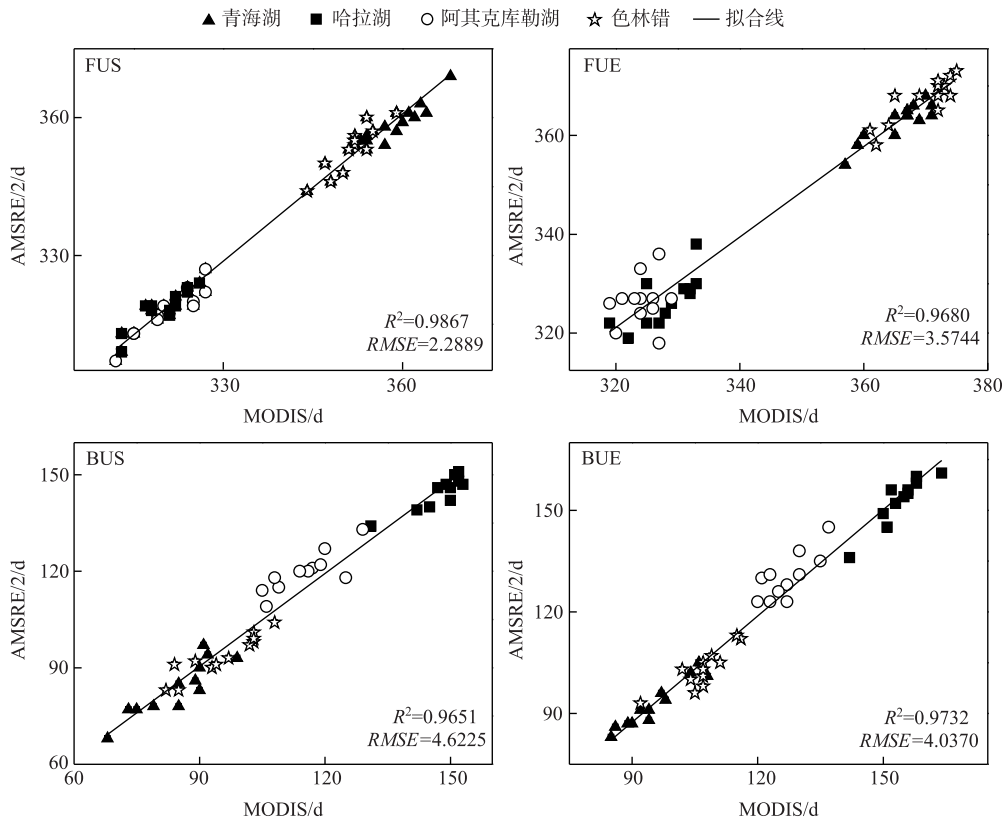 青海湖 哈拉湖 阿其克库勒湖 色林错 拟合线
FUS
360
330
AMSRE/2/d
R²=0.9867
RMSE=2.2889
330 360
MODIS/d
FUE
360
340
320
AMSRE/2/d
R²=0.9680
RMSE=3.5744
320 340 360 380
MODIS/d
BUS
150
120
90
60
AMSRE/2/d
R²=0.9651
RMSE=4.6225
60 90 120 150
MODIS/d
BUE
150
120
90
AMSRE/2/d
R²=0.9732
RMSE=4.0370
90 120 150
MODIS/d